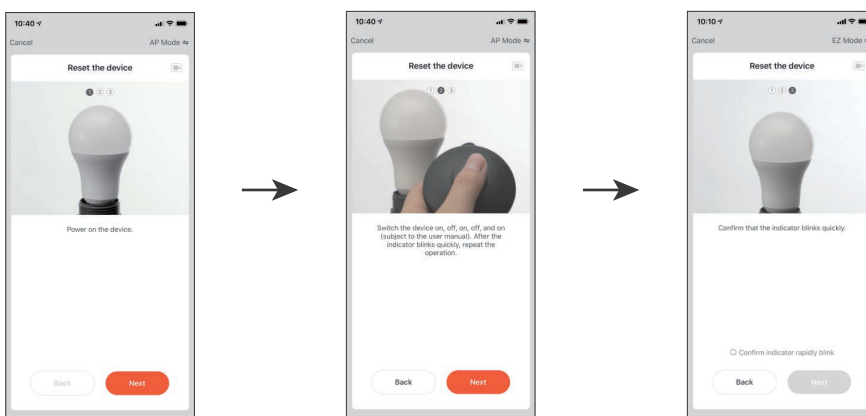 10:40
Cancel AP Mode ⇋
Reset the device
1 2 3
Power on the device.
Back Next
10:40
Cancel AP Mode ⇋
Reset the device
1 2 3
Switch the device on, off, on, off, and on
(subject to the user manual). After the
indicator blinks quickly, repeat the
operation.
Back Next
10:10
Cancel EZ Mode
Reset the device
1 2 3
Confirm that the indicator blinks quickly.
Confirm indicator rapidly blink
Back Next